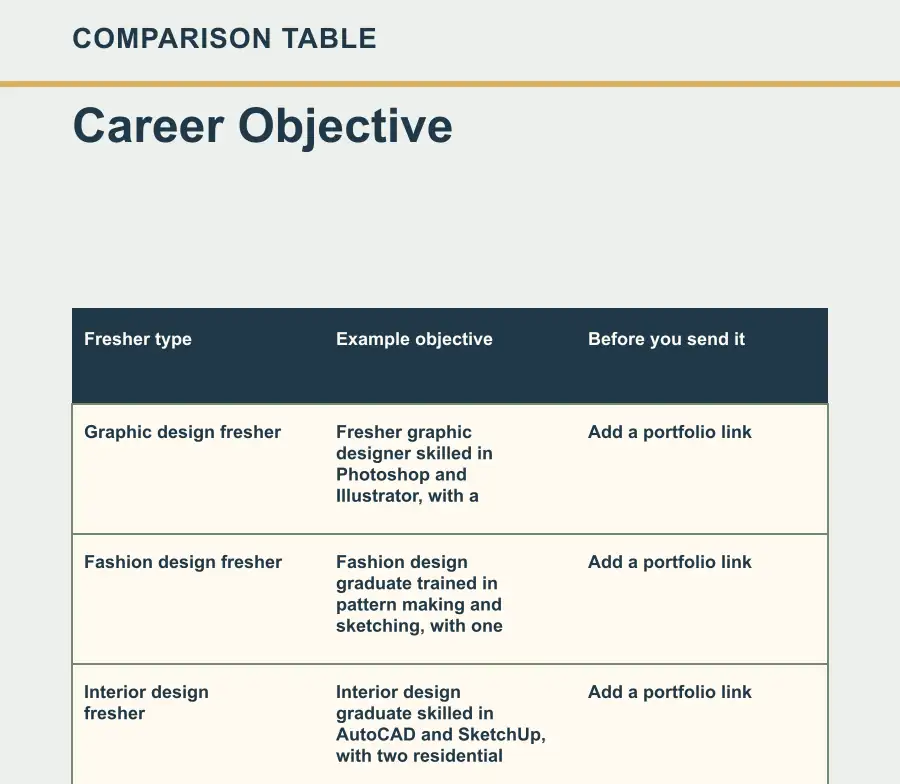 COMPARISON TABLE
Career Objective
Fresher type
Example objective
Before you send it
Graphic design fresher
Fresher graphic
designer skilled in
Photoshop and
Illustrator, with a
Add a portfolio link
Fashion design fresher
Fashion design
graduate trained in
pattern making and
sketching, with one
Add a portfolio link
Interior design
fresher
Interior design
graduate skilled in
AutoCAD and SketchUp,
with two residential
Add a portfolio link